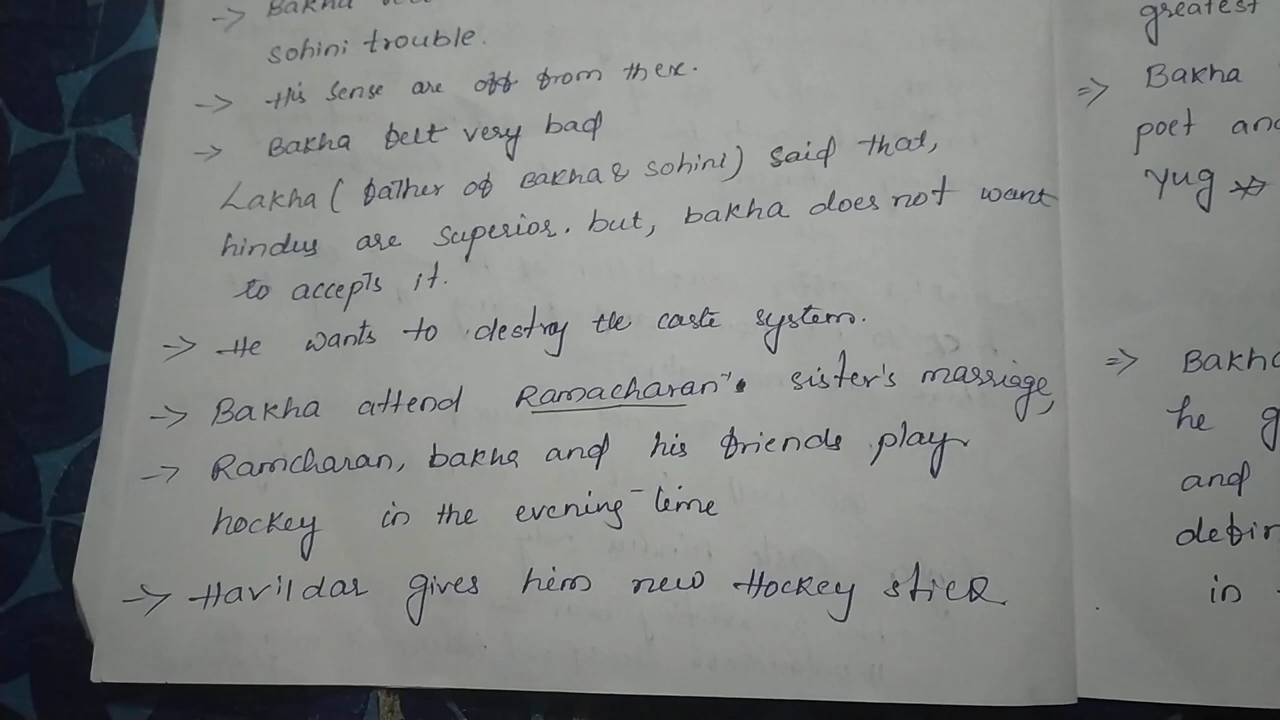 -> Bakha
sohini trouble.
-> His sense are off from there.
-> Bakha felt very bad
Lakha ( father of Bakha & sohini) said that,
hindus are superior. but, bakha does not want
to accepts it.
-> He wants to destroy the caste system.
-> Bakha attend Ramacharan's sister's marriage,
-> Ramcharan, bakha and his friends play
hockey in the evening-time
-> Havildar gives him new Hockey stick
greatest
=> Bakha
poet and
yug
=> Bakha
he g
and
in